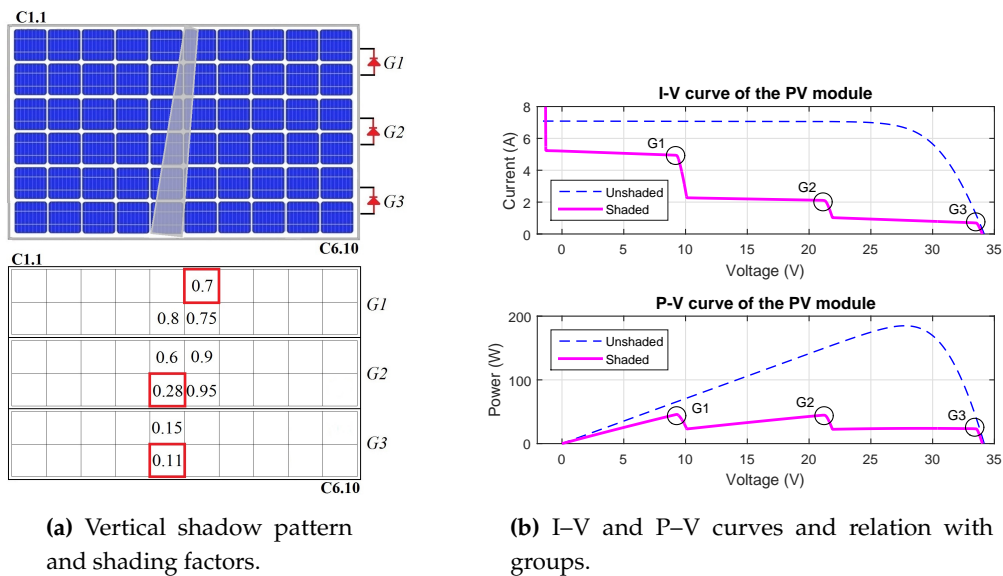 C1.1
G1
G2
G3
C6.10
C1.1
0.7
0.8 0.75
G1
0.6 0.9
0.28 0.95
G2
0.15
0.11
G3
C6.10
(a) Vertical shadow pattern
and shading factors.
I-V curve of the PV module
Current (A)
8
6
4
2
0
G1
G2
G3
Unshaded
Shaded
0 5 10 15 20 25 30 35
Voltage (V)
P-V curve of the PV module
Power (W)
200
100
0
Unshaded
Shaded
G1
G2
G3
0 5 10 15 20 25 30 35
Voltage (V)
(b) I–V and P–V curves and relation with
groups.